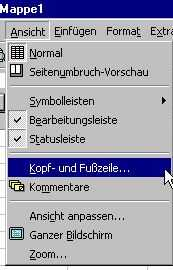 Mappe1
Ansicht Einfügen Format Extra
Normal
Seitenumbruch-Vorschau
Symbolleisten
Bearbeitungsleiste
Statusleiste
Kopf- und Fußzeile...
Kommentare
Ansicht anpassen...
Ganzer Bildschirm
Zoom...